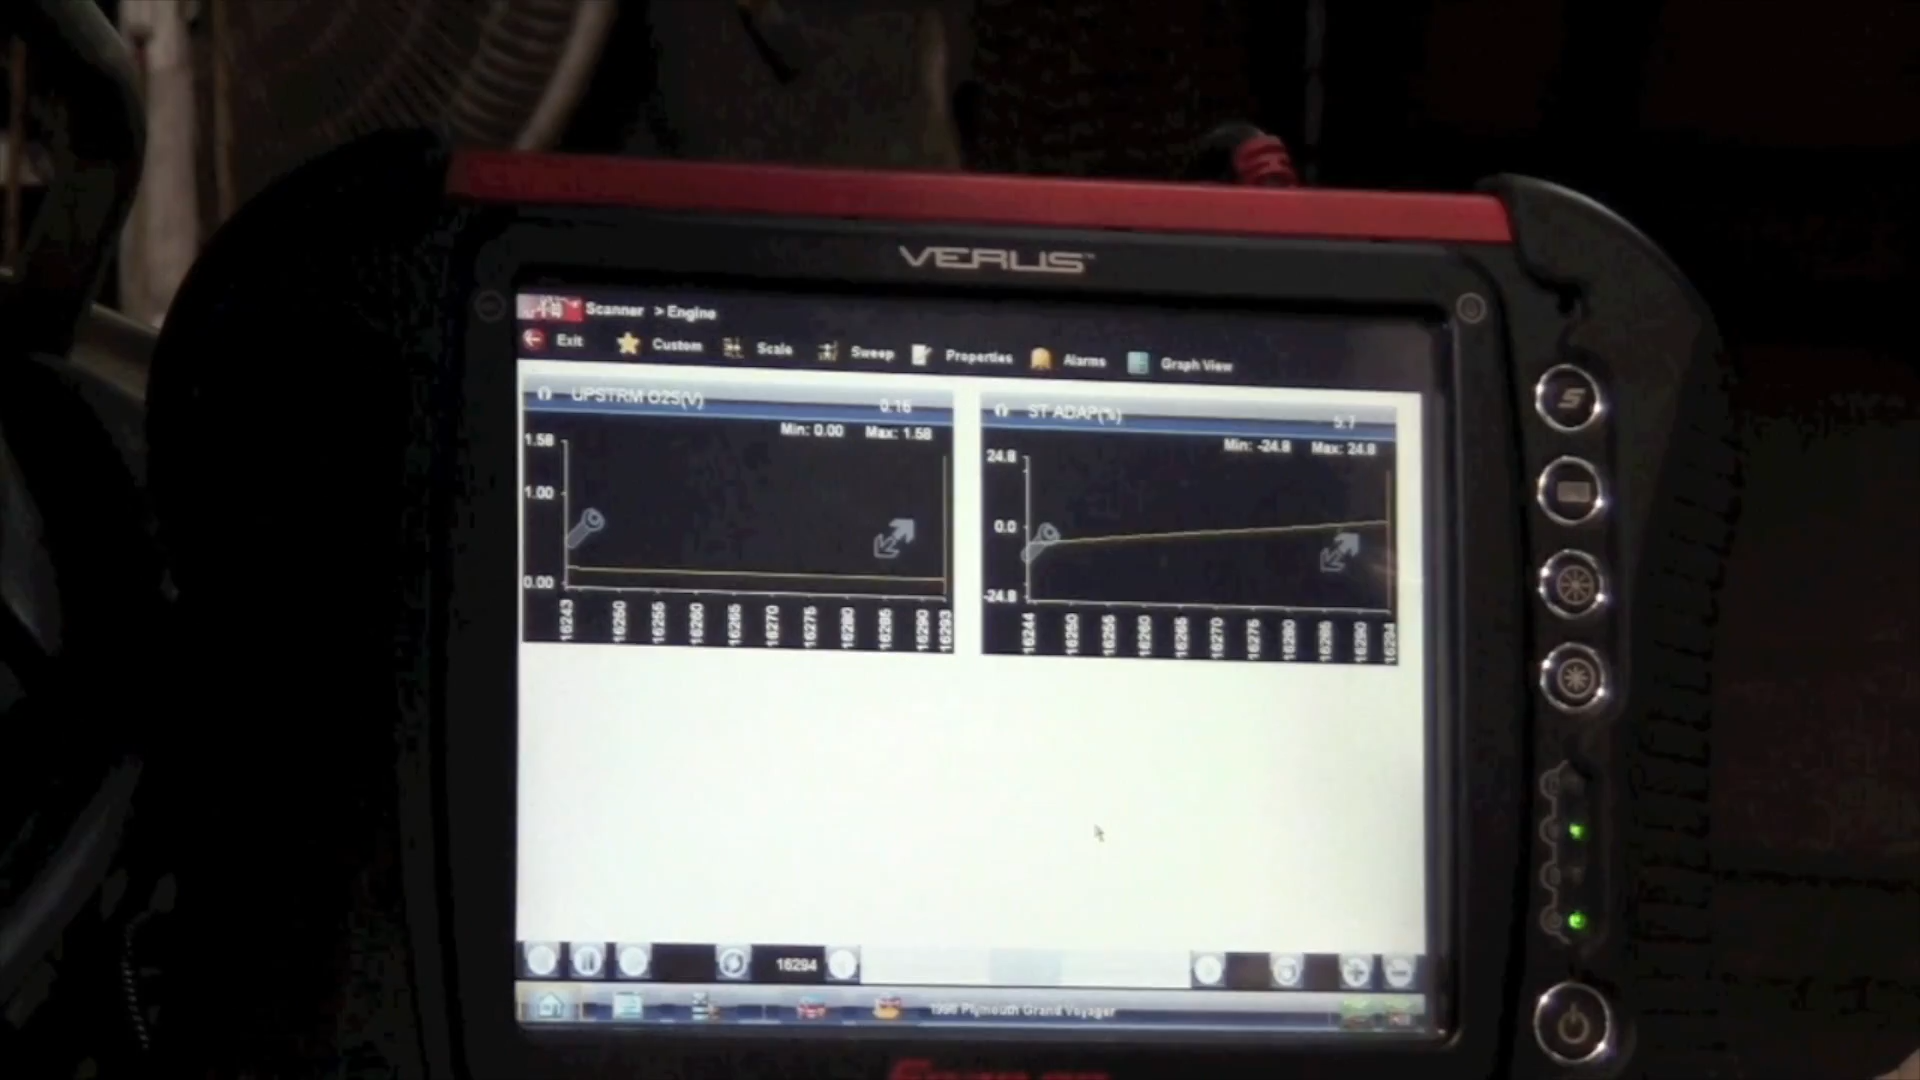 VERUS™
Scanner > Engine
Exit Custom Scale Sweep Properties Alarms Graph View
UPSTRM O2S(V) 0.16
Min: 0.00 Max: 1.58
1.58
1.00
0.00
16243 16250 16255 16260 16265 16270 16275 16280 16285 16290 16293
ST ADAP(%) 5.7
Min: -24.8 Max: 24.8
24.8
0.0
-24.8
16244 16250 16255 16260 16265 16270 16275 16280 16285 16290 16294
16294
Plymouth Grand Voyager
S